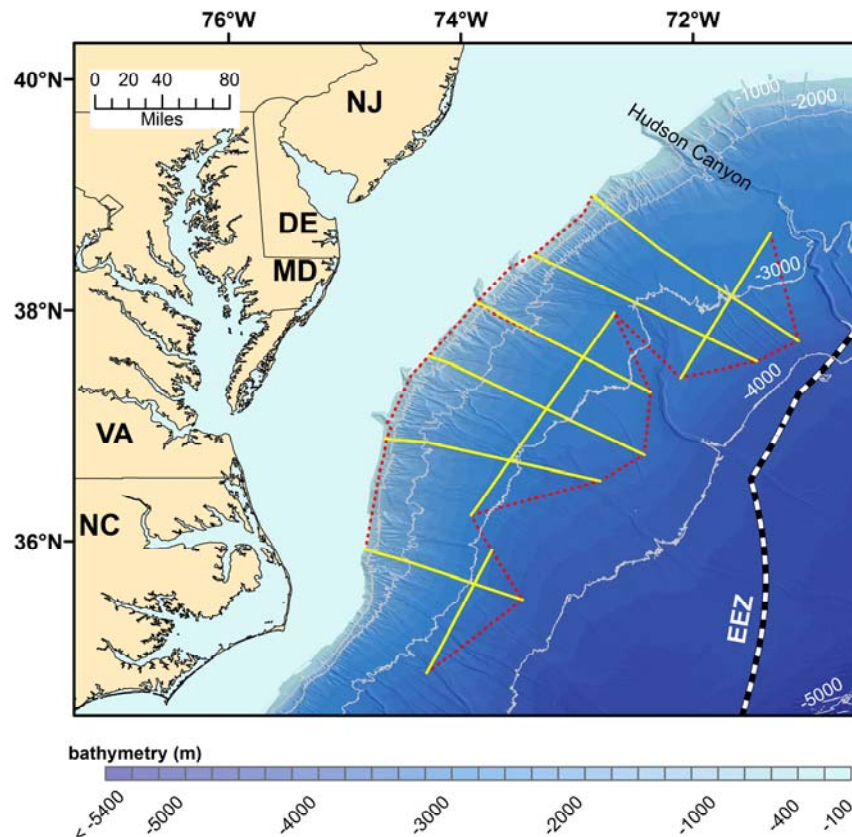 76°W 74°W 72°W
40°N
0 20 40 80
Miles
NJ
-1000
-2000
Hudson Canyon
DE
MD
-3000
38°N
-4000
VA
NC
36°N
EEZ
-5000
bathymetry (m)
< -5400 -5000 -4000 -3000 -2000 -1000 -400 -100